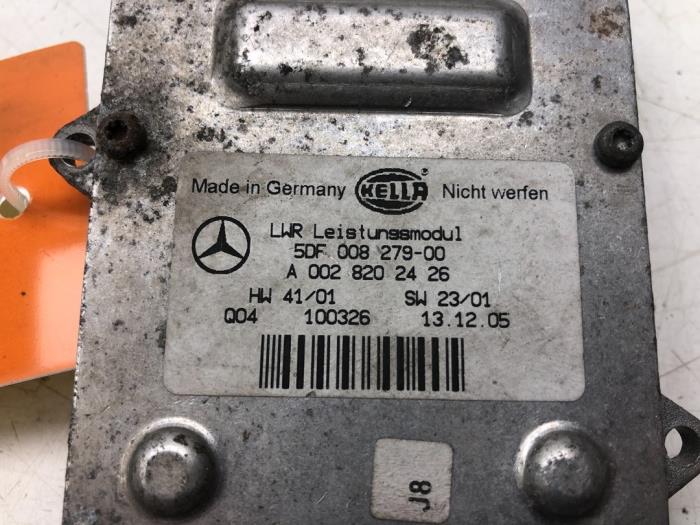 Made in Germany HELLA ® Nicht werfen
LWR Leistungsmodul
5DF 008 279-00
A 002 820 24 26
HW 41/01 SW 23/01
Q04 100326 13.12.05
J8